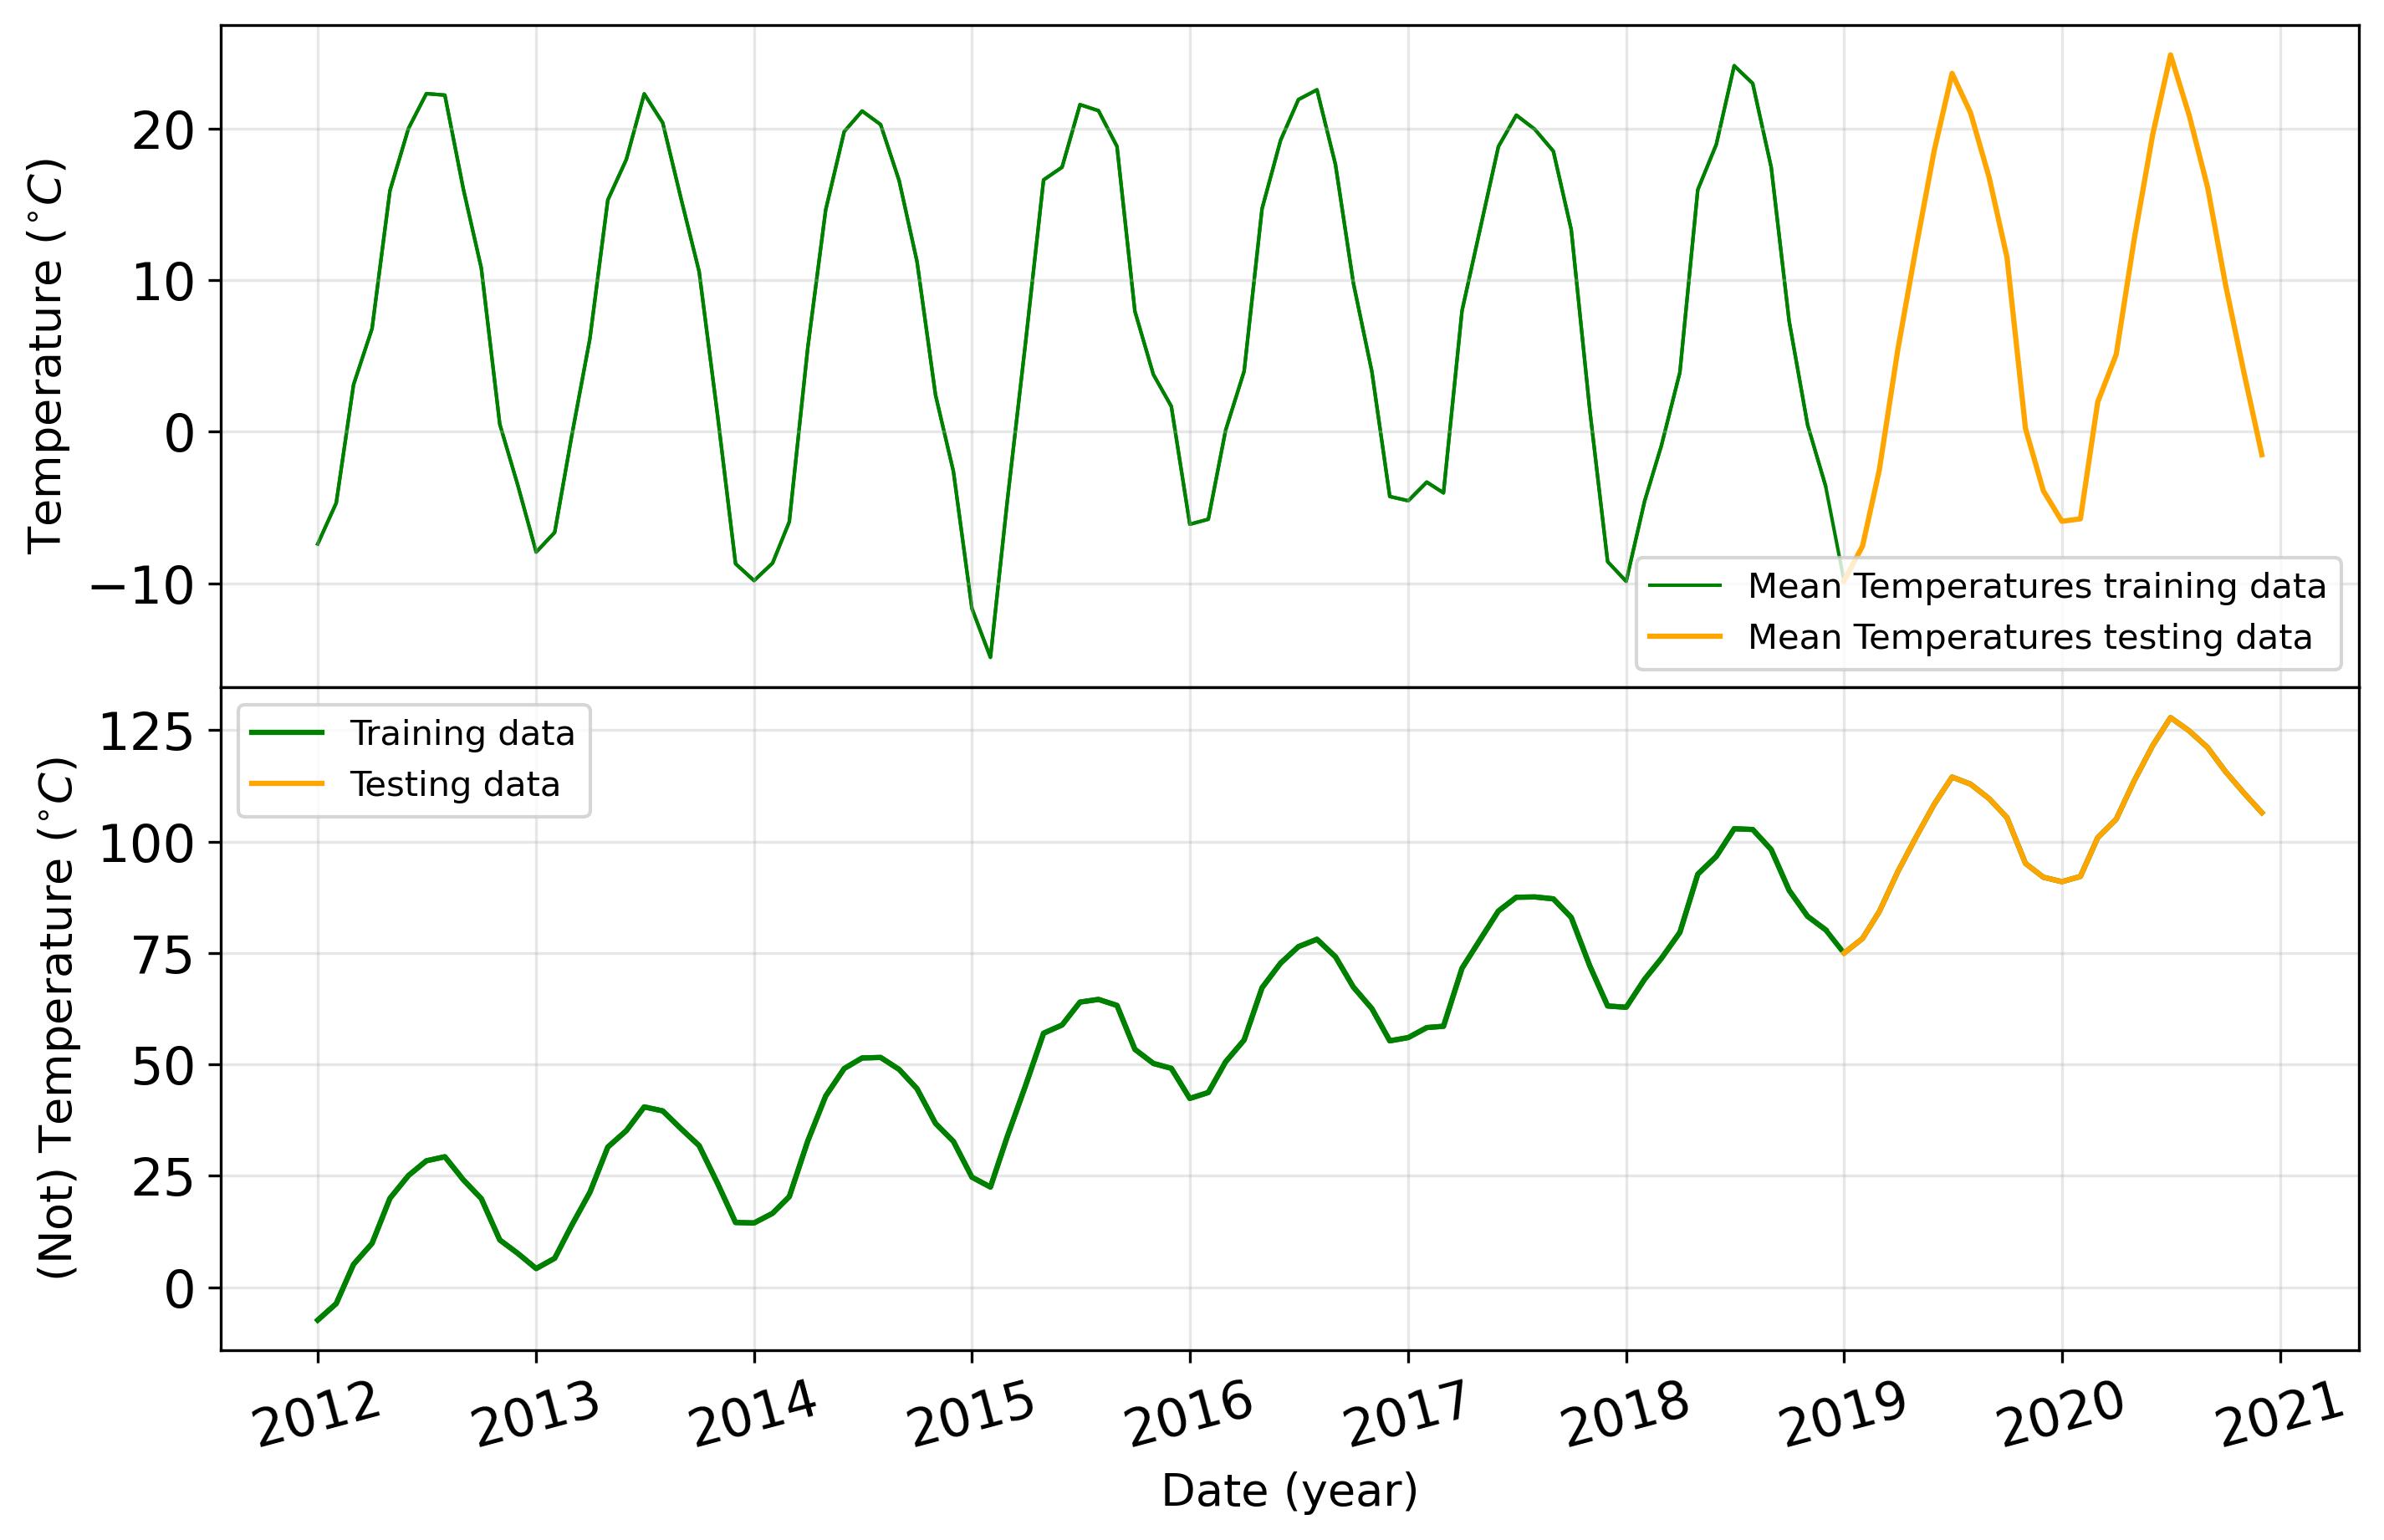 Temperature (°C)
20
10
0
−10
Mean Temperatures training data
Mean Temperatures testing data
(Not) Temperature (°C)
125
100
75
50
25
0
Training data
Testing data
2012 2013 2014 2015 2016 2017 2018 2019 2020 2021
Date (year)